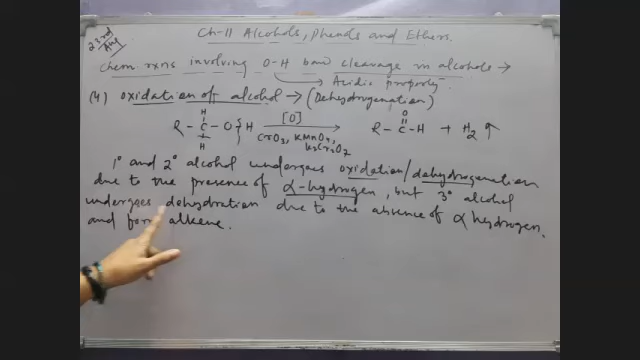 23rd Aug
Ch-11 Alcohols, Phenols and Ethers.
Chem rxns involving O-H bond cleavage in alcohols →
Acidic property.
(4) oxidation of alcohol → (Dehydrogenation)
H O
R - C - O H [O] R - C - H + H2 ↑
H CrO3, KMnO4, K2Cr2O7
1° and 2° alcohol undergoes oxidation/dehydrogenation
due to the presence of α-hydrogen, but 3° alcohol
undergoes dehydration due to the absence of α hydrogen
and form alkene.